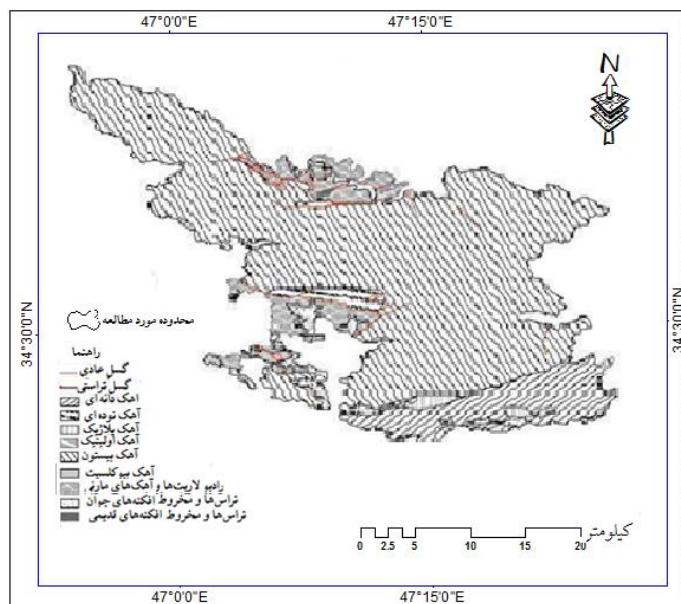 47°0'0"E 47°15'0"E
N
34°30'0"N 34°30'0"N
محدوده مورد مطالعه
راهنما
گسل عادی
گسل تراستی
اهک دانه ای
آهک توده ای
آهک پلاژیک
آهک اولیتیک
آهک بیستون
آهک بیوکلسیت
رادیو لاریت‌ها و آهک‌های مارنی
تراس‌ها و مخروط افکنه‌های جوان
تراس‌ها و مخروط افکنه‌های قدیمی
کیلومتر
0 2.5 5 10 15 20
47°0'0"E 47°15'0"E